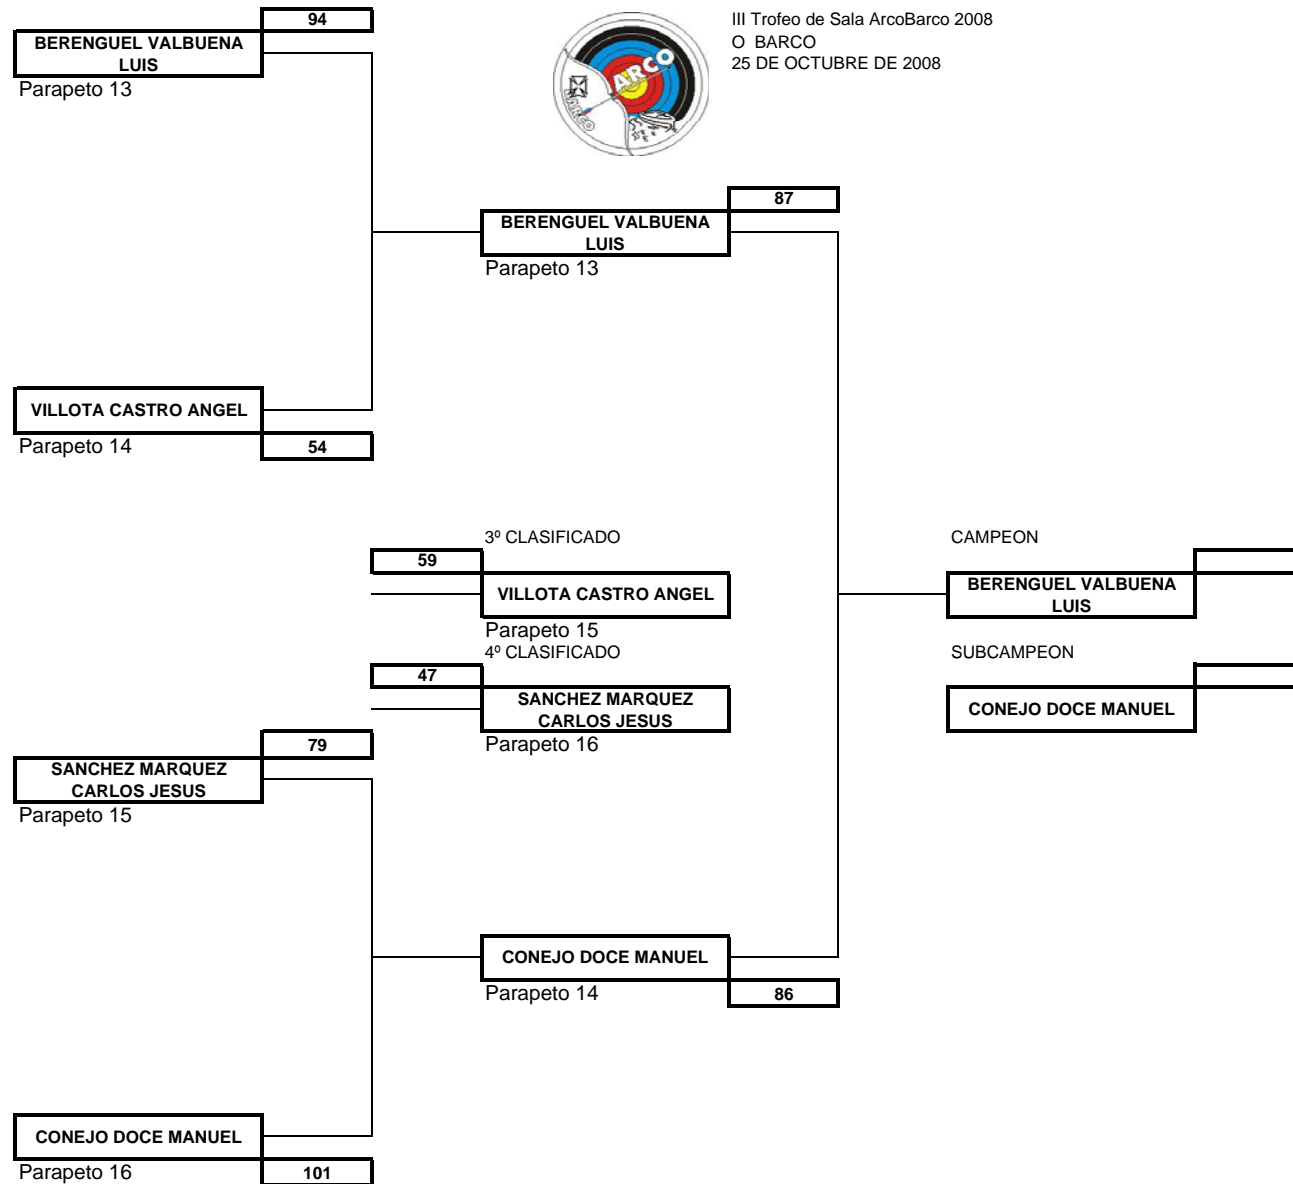 94
BERENGUEL VALBUENA
LUIS
Parapeto 13
ARCO
BARCO
III Trofeo de Sala ArcoBarco 2008
O BARCO
25 DE OCTUBRE DE 2008
87
BERENGUEL VALBUENA
LUIS
Parapeto 13
VILLOTA CASTRO ANGEL
Parapeto 14
54
3º CLASIFICADO
59
VILLOTA CASTRO ANGEL
Parapeto 15
4º CLASIFICADO
47
SANCHEZ MARQUEZ
CARLOS JESUS
Parapeto 16
CAMPEON
BERENGUEL VALBUENA
LUIS
SUBCAMPEON
CONEJO DOCE MANUEL
79
SANCHEZ MARQUEZ
CARLOS JESUS
Parapeto 15
CONEJO DOCE MANUEL
Parapeto 14
86
CONEJO DOCE MANUEL
Parapeto 16
101